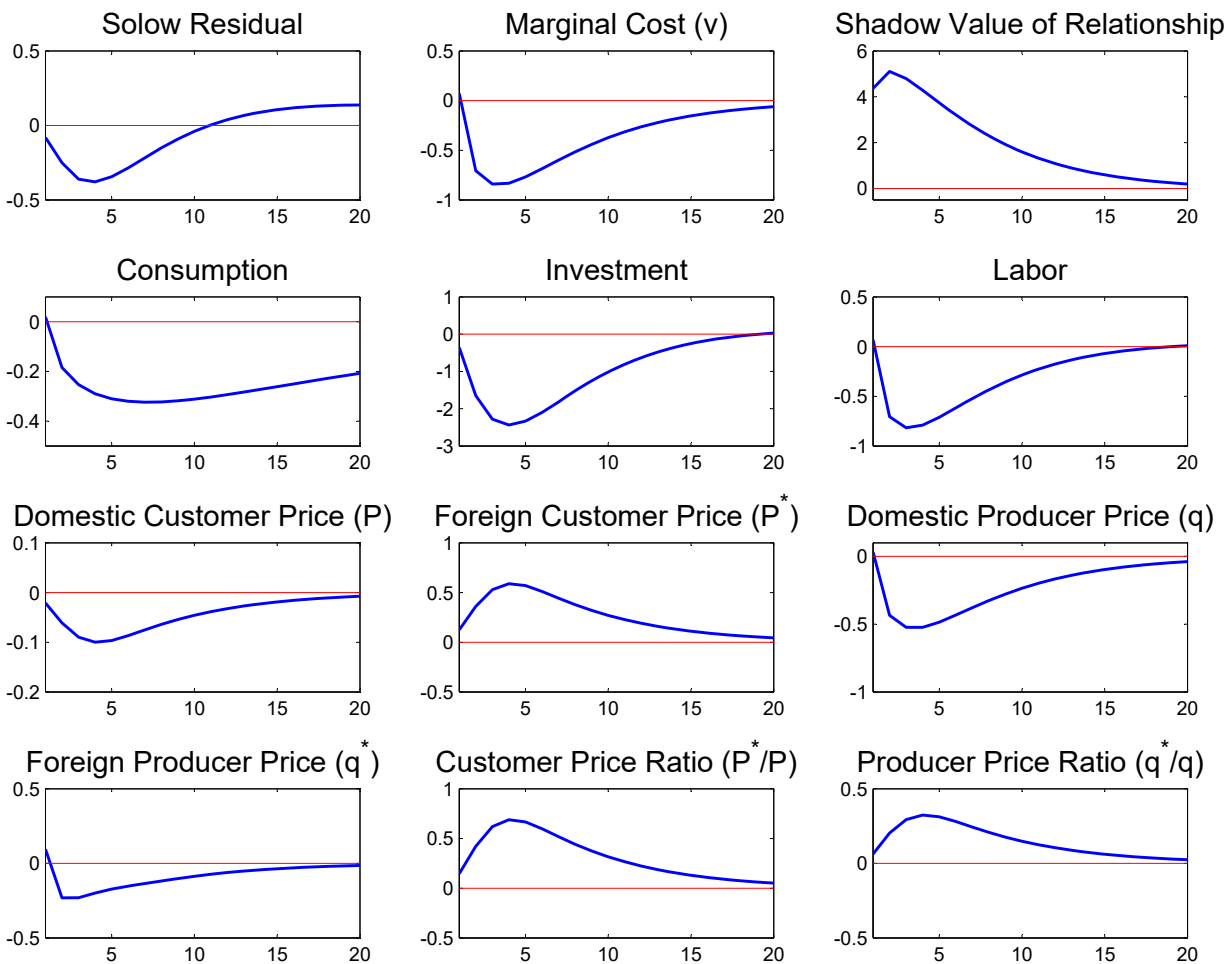 Solow Residual
Marginal Cost (v)
Shadow Value of Relationship
0.5
0
-0.5
5 10 15 20
0
-0.5
-1
5 10 15 20
6
4
2
0
5 10 15 20
Consumption
Investment
Labor
0
-0.2
-0.4
5 10 15 20
1
0
-1
-2
-3
5 10 15 20
0.5
0
-0.5
-1
5 10 15 20
Domestic Customer Price (P)
Foreign Customer Price (P*)
Domestic Producer Price (q)
0.1
0
-0.1
-0.2
5 10 15 20
1
0.5
0
-0.5
5 10 15 20
0
-0.5
-1
5 10 15 20
Foreign Producer Price (q*)
Customer Price Ratio (P*/P)
Producer Price Ratio (q*/q)
0.5
0
-0.5
5 10 15 20
1
0.5
0
-0.5
5 10 15 20
0.5
0
-0.5
5 10 15 20